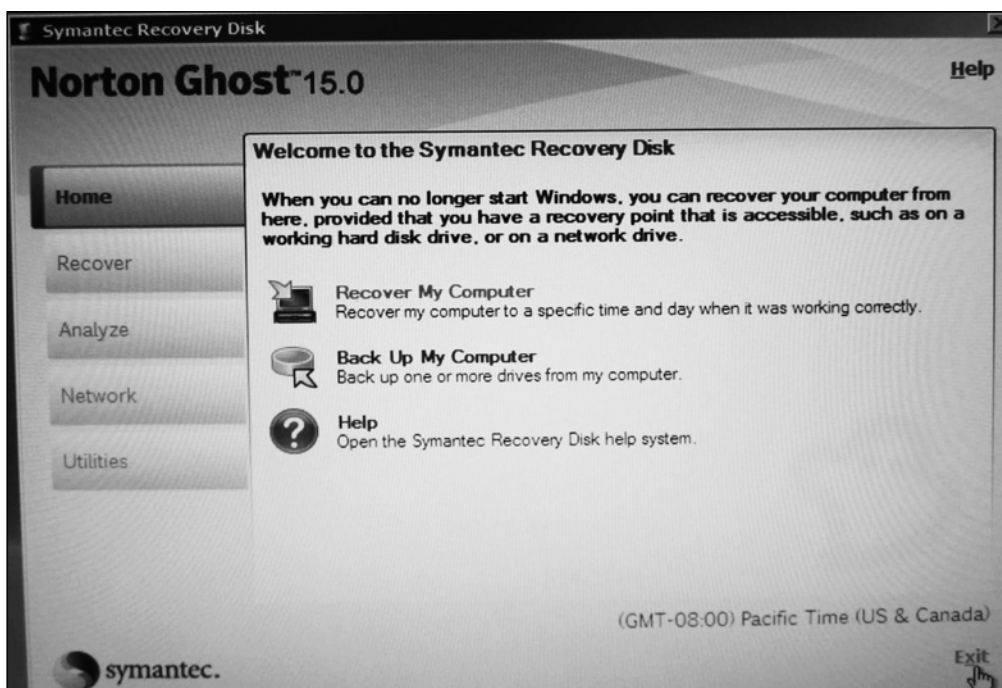 Symantec Recovery Disk
Norton Ghost™ 15.0
Help
Welcome to the Symantec Recovery Disk
Home
When you can no longer start Windows, you can recover your computer from
here, provided that you have a recovery point that is accessible, such as on a
working hard disk drive, or on a network drive.
Recover
Analyze
Network
Utilities
Recover My Computer
Recover my computer to a specific time and day when it was working correctly.
Back Up My Computer
Back up one or more drives from my computer.
Help
Open the Symantec Recovery Disk help system.
(GMT-08:00) Pacific Time (US & Canada)
symantec.
Exit